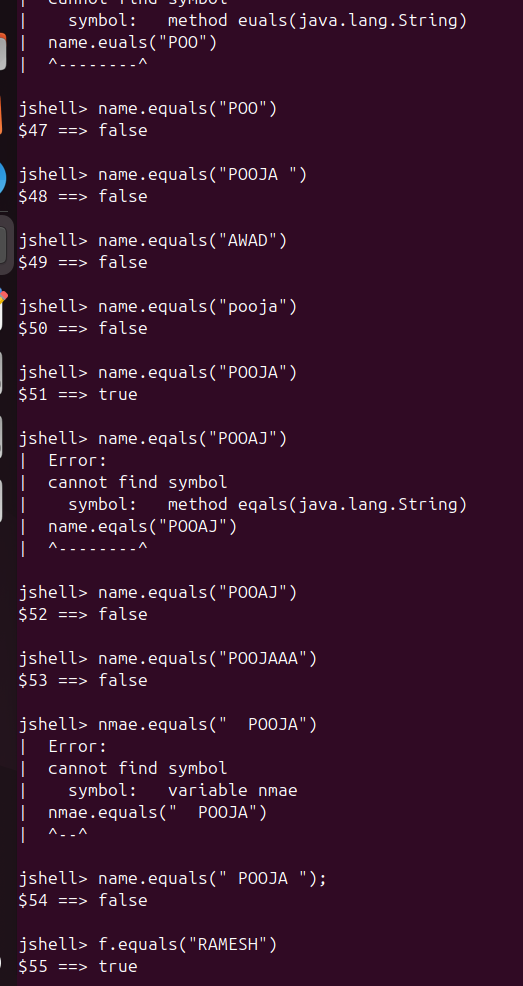 cannot find symbol
|    symbol:   method euals(java.lang.String)
|  name.euals("POO")
|  ^--------^
jshell> name.equals("POO")
$47 ==> false
jshell> name.equals("POOJA ")
$48 ==> false
jshell> name.equals("AWAD")
$49 ==> false
jshell> name.equals("pooja")
$50 ==> false
jshell> name.equals("POOJA")
$51 ==> true
jshell> name.eqals("POOAJ")
|  Error:
|  cannot find symbol
|    symbol:   method eqals(java.lang.String)
|  name.eqals("POOAJ")
|  ^--------^
jshell> name.equals("POOAJ")
$52 ==> false
jshell> name.equals("POOJAAA")
$53 ==> false
jshell> nmae.equals("  POOJA")
|  Error:
|  cannot find symbol
|    symbol:   variable nmae
|  nmae.equals("  POOJA")
|  ^--^
jshell> name.equals(" POOJA ");
$54 ==> false
jshell> f.equals("RAMESH")
$55 ==> true